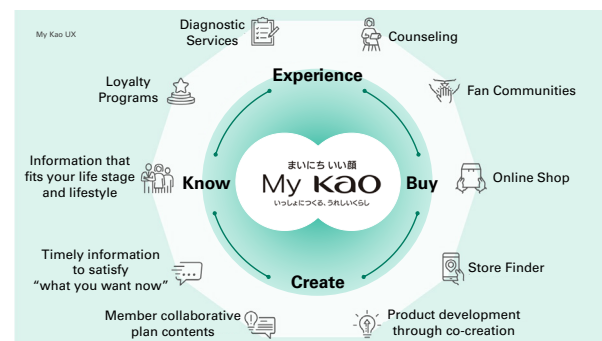 My Kao UX
Diagnostic
Services
Counseling
Loyalty
Programs
Experience
Fan Communities
Information that
fits your life stage
and lifestyle
Know
まいにち いい顔
My Kao
いっしょにつくる、うれしいくらし
Buy
Online Shop
Timely information
to satisfy
“what you want now”
Create
Store Finder
Member collaborative
plan contents
Product development
through co-creation